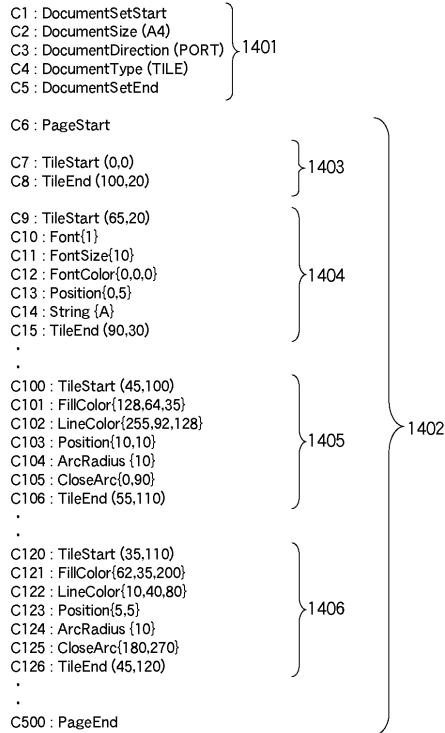 C1 : DocumentSetStart
C2 : DocumentSize (A4)
C3 : DocumentDirection (PORT)
C4 : DocumentType (TILE)
C5 : DocumentSetEnd
1401
C6 : PageStart
C7 : TileStart (0,0)
C8 : TileEnd (100,20)
1403
C9 : TileStart (65,20)
C10 : Font{1}
C11 : FontSize{10}
C12 : FontColor{0,0,0}
C13 : Position{0,5}
C14 : String {A}
C15 : TileEnd (90,30)
1404
·
·
C100 : TileStart (45,100)
C101 : FillColor{128,64,35}
C102 : LineColor{255,92,128}
C103 : Position{10,10}
C104 : ArcRadius {10}
C105 : CloseArc{0,90}
C106 : TileEnd (55,110)
1405
1402
·
·
C120 : TileStart (35,110)
C121 : FillColor{62,35,200}
C122 : LineColor{10,40,80}
C123 : Position{5,5}
C124 : ArcRadius {10}
C125 : CloseArc{180,270}
C126 : TileEnd (45,120)
1406
·
·
C500 : PageEnd